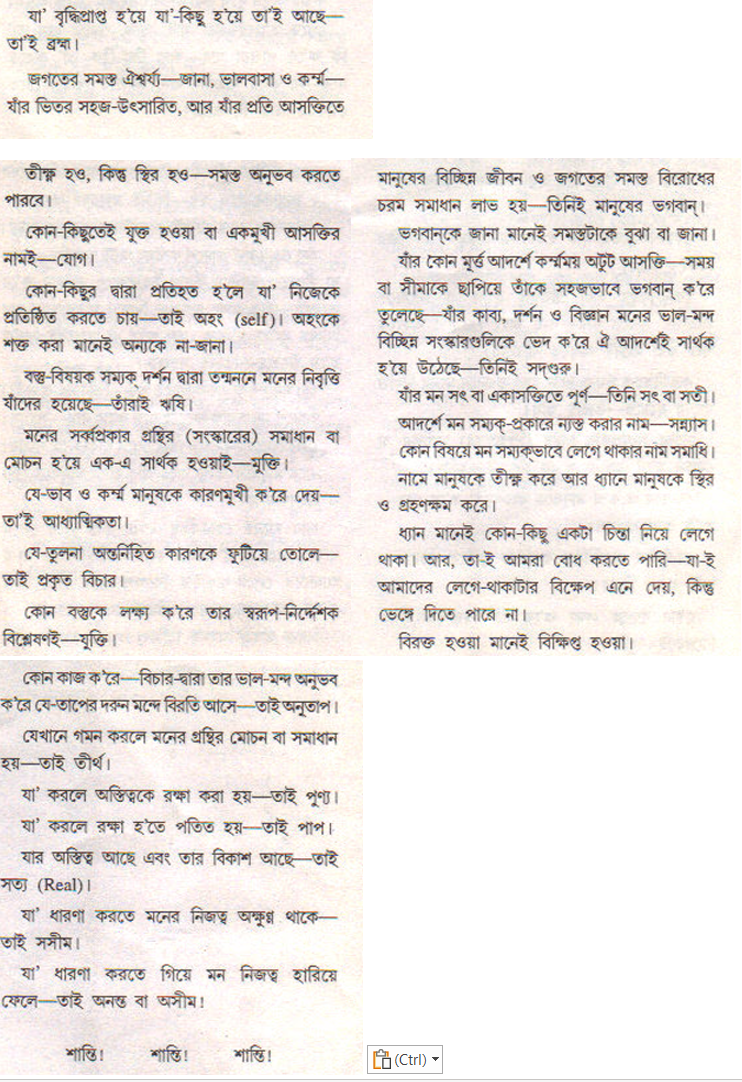 যা’ বৃদ্ধিপ্রাপ্ত হ’য়ে যা’-কিছু হ’য়ে তা’ই আছে—
তা’ই ব্রহ্ম।
জগতের সমস্ত ঐশ্বর্য্য—জানা, ভালবাসা ও কর্ম্ম—
যাঁর ভিতর সহজ-উৎসারিত, আর যাঁর প্রতি আসক্তিতে
মানুষের বিচ্ছিন্ন জীবন ও জগতের সমস্ত বিরোধের
চরম সমাধান লাভ হয়—তিনিই মানুষের ভগবান্।
ভগবান্‌কে জানা মানেই সমস্তটাকে বুঝা বা জানা।
যাঁর কোন মূর্ত্ত আদর্শে কর্ম্মময় অটুট আসক্তি—সময়
বা সীমাকে ছাপিয়ে তাঁকে সহজভাবে ভগবান্ ক’রে
তুলেছে—যাঁর কাব্য, দর্শন ও বিজ্ঞান মনের ভাল-মন্দ
বিচ্ছিন্ন সংস্কারগুলিকে ভেদ ক’রে ঐ আদর্শেই সার্থক
হ’য়ে উঠেছে—তিনিই সদ্‌গুরু।
যাঁর মন সৎ বা একাসক্তিতে পূর্ণ—তিনি সৎ বা সতী।
আদর্শে মন সম্যক্-প্রকারে ন্যস্ত করার নাম—সন্ন্যাস।
কোন বিষয়ে মন সম্যক্‌ভাবে লেগে থাকার নাম সমাধি।
নামে মানুষকে তীক্ষ্ণ করে আর ধ্যানে মানুষকে স্থির
ও গ্রহণক্ষম করে।
ধ্যান মানেই কোন-কিছু একটা চিন্তা নিয়ে লেগে
থাকা। আর, তা-ই আমরা বোধ করতে পারি—যা-ই
আমাদের লেগে-থাকাটার বিক্ষেপ এনে দেয়, কিন্তু
ভেঙ্গে দিতে পারে না।
বিরক্ত হওয়া মানেই বিক্ষিপ্ত হওয়া।
তীক্ষ্ণ হও, কিন্তু স্থির হও—সমস্ত অনুভব করতে
পারবে।
কোন-কিছুতেই যুক্ত হওয়া বা একমুখী আসক্তির
নামই—যোগ।
কোন-কিছুর দ্বারা প্রতিহত হ’লে যা’ নিজেকে
প্রতিষ্ঠিত করতে চায়—তাই অহং (self)। অহংকে
শক্ত করা মানেই অন্যকে না-জানা।
বস্তু-বিষয়ক সম্যক্ দর্শন দ্বারা তন্মননে মনের নিবৃত্তি
যাঁদের হয়েছে—তাঁরাই ঋষি।
মনের সর্ব্বপ্রকার গ্রন্থির (সংস্কারের) সমাধান বা
মোচন হ’য়ে এক-এ সার্থক হওয়াই—মুক্তি।
যে-ভাব ও কর্ম্ম মানুষকে কারণমুখী ক’রে দেয়—
তা’ই আধ্যাত্মিকতা।
যে-তুলনা অন্তর্নিহিত কারণকে ফুটিয়ে তোলে—
তাই প্রকৃত বিচার।
কোন বস্তুকে লক্ষ্য ক’রে তার স্বরূপ-নির্দ্দেশক
বিশ্লেষণই—যুক্তি।
কোন কাজ ক’রে—বিচার-দ্বারা তার ভাল-মন্দ অনুভব
ক’রে যে-তাপের দরুন মন্দে বিরতি আসে—তাই অনুতাপ।
যেখানে গমন করলে মনের গ্রন্থির মোচন বা সমাধান
হয়—তাই তীর্থ।
যা’ করলে অস্তিত্বকে রক্ষা করা হয়—তাই পুণ্য।
যা’ করলে রক্ষা হ’তে পতিত হয়—তাই পাপ।
যার অস্তিত্ব আছে এবং তার বিকাশ আছে—তাই
সত্য (Real)।
যা’ ধারণা করতে মনের নিজত্ব অক্ষুণ্ণ থাকে—
তাই সসীম।
যা’ ধারণা করতে গিয়ে মন নিজত্ব হারিয়ে
ফেলে—তাই অনন্ত বা অসীম!
শান্তি! শান্তি! শান্তি!
(Ctrl)